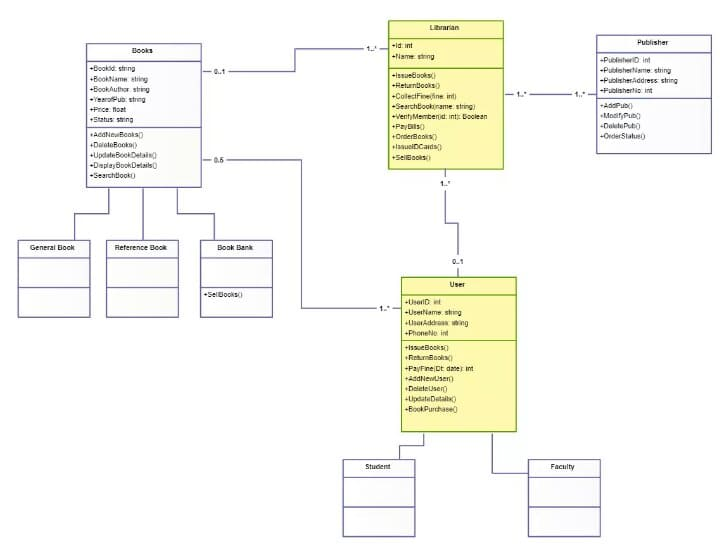 Librarian
+Id: int
+Name: string
+IssueBooks()
+ReturnBooks()
+CollectFine(fine: int)
+SearchBook(name: string)
+VerifyMember(id: int): Boolean
+PayBills()
+OrderBooks()
+IssueIDCards()
+SellBooks()
Books
+BookId: string
+BookName: string
+BookAuthor: string
+YearofPub: string
+Price: float
+Status: string
+AddNewBooks()
+DeleteBooks()
+UpdateBookDetails()
+DisplayBookDetails()
+SearchBook()
Publisher
+PublisherID: int
+PublisherName: string
+PublisherAddress: string
+PublisherNo: int
+AddPub()
+ModifyPub()
+DeletePub()
+OrderStatus()
0..1
1..*
1..*
1..*
0.5
1..*
0..1
1..*
General Book
Reference Book
Book Bank
+SellBooks()
User
+UserID: int
+UserName: string
+UserAddress: string
+PhoneNo: int
+IssueBooks()
+ReturnBooks()
+PayFine(Dt: date): int
+AddNewUser()
+DeleteUser()
+UpdateDetails()
+BookPurchase()
Student
Faculty